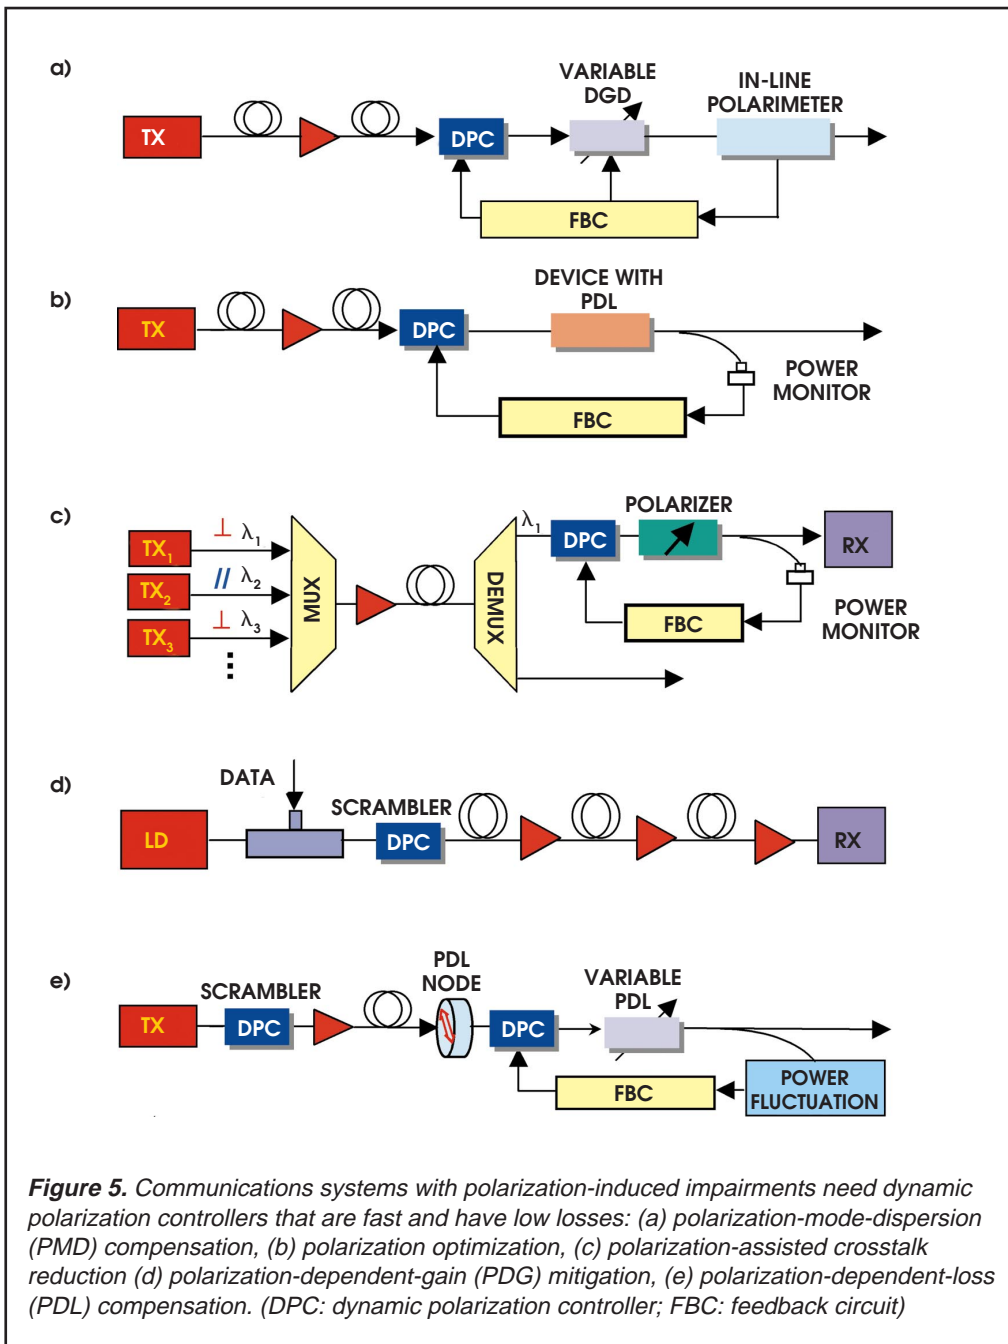 a)
VARIABLE
DGD
IN-LINE
POLARIMETER
TX
DPC
FBC
b)
DEVICE WITH
PDL
TX
DPC
POWER
MONITOR
FBC
c)
POLARIZER
TX1
⊥ λ1
TX2
// λ2
TX3
⊥ λ3
⋮
MUX
DEMUX
λ1
DPC
RX
FBC
POWER
MONITOR
d)
DATA
SCRAMBLER
LD
DPC
RX
e)
PDL
NODE
SCRAMBLER
VARIABLE
PDL
TX
DPC
DPC
FBC
POWER
FLUCTUATION
Figure 5. Communications systems with polarization-induced impairments need dynamic
polarization controllers that are fast and have low losses: (a) polarization-mode-dispersion
(PMD) compensation, (b) polarization optimization, (c) polarization-assisted crosstalk
reduction (d) polarization-dependent-gain (PDG) mitigation, (e) polarization-dependent-loss
(PDL) compensation. (DPC: dynamic polarization controller; FBC: feedback circuit)